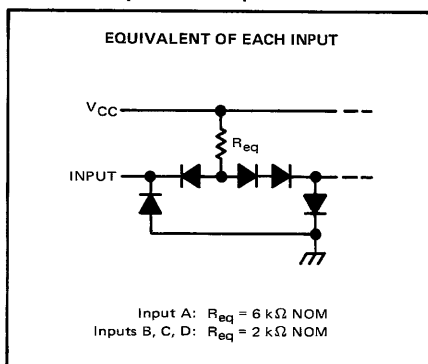 EQUIVALENT OF EACH INPUT
VCC
Req
INPUT
Input A: Req = 6 kΩ NOM
Inputs B, C, D: Req = 2 kΩ NOM